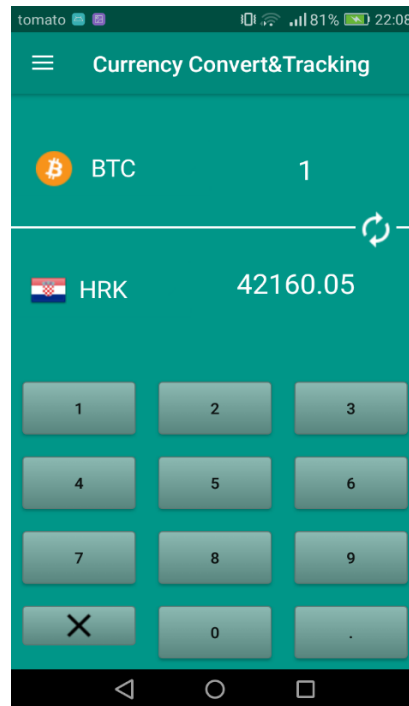 tomato 81% 22:08
Currency Convert&Tracking
BTC 1
HRK 42160.05
1 2 3
4 5 6
7 8 9
0 .